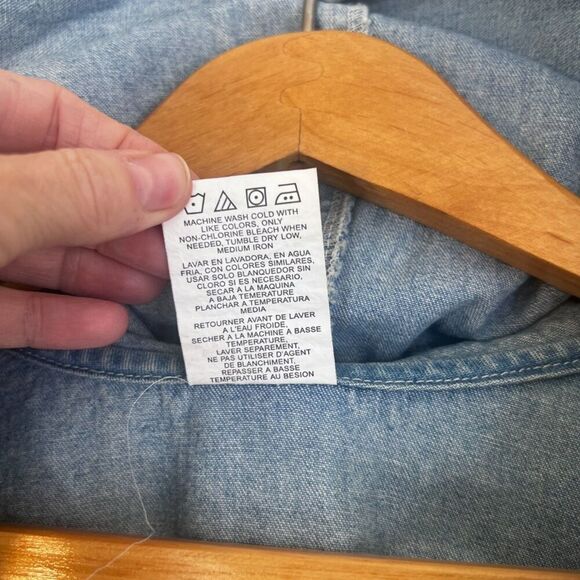 MACHINE WASH COLD WITH
LIKE COLORS, ONLY
NON-CHLORINE BLEACH WHEN
NEEDED, TUMBLE DRY LOW,
MEDIUM IRON
LAVAR EN LAVADORA, EN AGUA
FRIA, CON COLORES SIMILARES,
USAR SOLO BLANQUEDOR SIN
CLORO SI ES NECESARIO,
SECAR A LA MAQUINA
A BAJA TEMERATURE
PLANCHAR A TEMPERATURA
MEDIA
RETOURNER AVANT DE LAVER
A L'EAU FROIDE,
SECHER A LA MACHINE A BASSE
TEMPERATURE,
LAVER SEPAREMENT,
NE PAS UTILISER D'AGENT
DE BLANCHIMENT,
REPASSER A BASSE
TEMPERATURE AU BESION